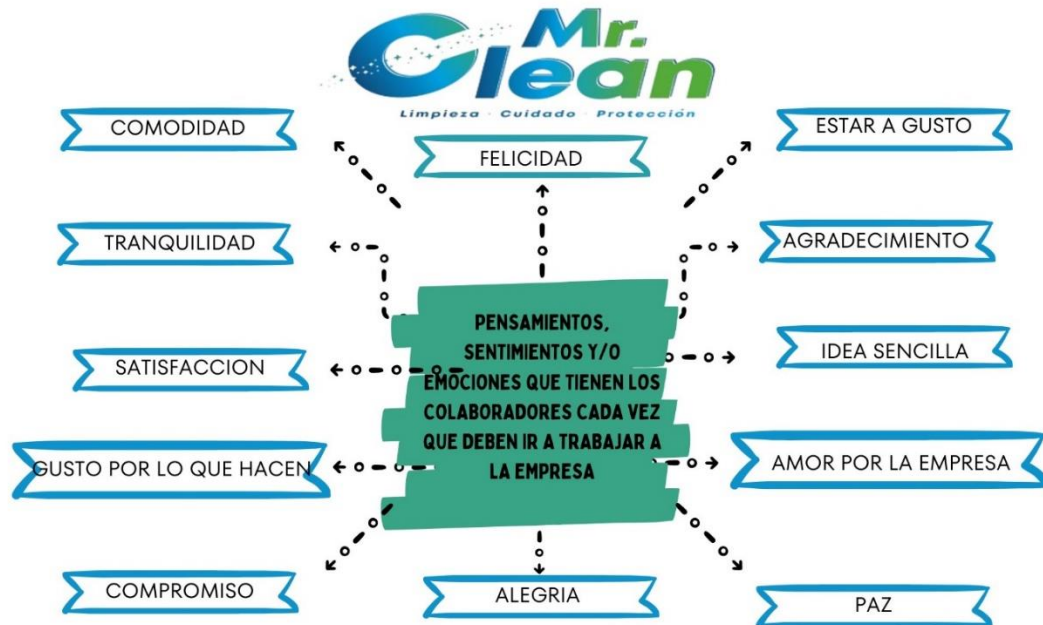 Mr.
Clean
Limpieza · Cuidado · Protección
COMODIDAD
FELICIDAD
ESTAR A GUSTO
TRANQUILIDAD
AGRADECIMIENTO
PENSAMIENTOS,
SENTIMIENTOS Y/O
EMOCIONES QUE TIENEN LOS
COLABORADORES CADA VEZ
QUE DEBEN IR A TRABAJAR A
LA EMPRESA
SATISFACCION
IDEA SENCILLA
GUSTO POR LO QUE HACEN
AMOR POR LA EMPRESA
COMPROMISO
ALEGRIA
PAZ